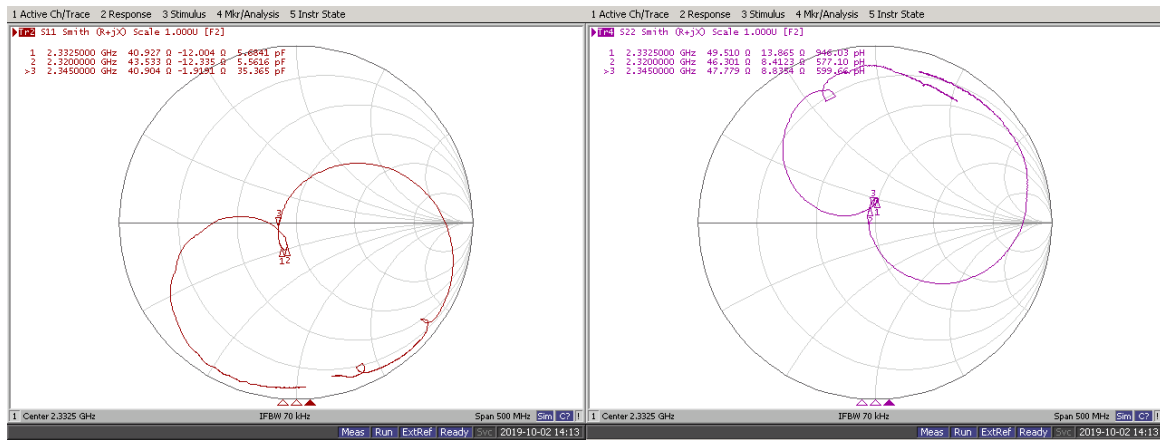 1 Active Ch/Trace 2 Response 3 Stimulus 4 Mkr/Analysis 5 Instr State
Tr2 S11 Smith (R+jX) Scale 1.000U [F2]
1 2.3325000 GHz 40.927 Ω -12.004 Ω 5.6841 pF
2 2.3200000 GHz 43.533 Ω -12.335 Ω 5.5616 pF
>3 2.3450000 GHz 40.904 Ω -1.9191 Ω 35.365 pF
3
12
1 Center 2.3325 GHz IFBW 70 kHz Span 500 MHz Sim C? !
Meas Run ExtRef Ready Svc 2019-10-02 14:13
1 Active Ch/Trace 2 Response 3 Stimulus 4 Mkr/Analysis 5 Instr State
Tr4 S22 Smith (R+jX) Scale 1.000U [F2]
1 2.3325000 GHz 49.510 Ω 13.865 Ω 946.03 pH
2 2.3200000 GHz 46.301 Ω 8.4123 Ω 577.10 pH
>3 2.3450000 GHz 47.779 Ω 8.8354 Ω 599.66 pH
3
1
1 Center 2.3325 GHz IFBW 70 kHz Span 500 MHz Sim C? !
Meas Run ExtRef Ready Svc 2019-10-02 14:13